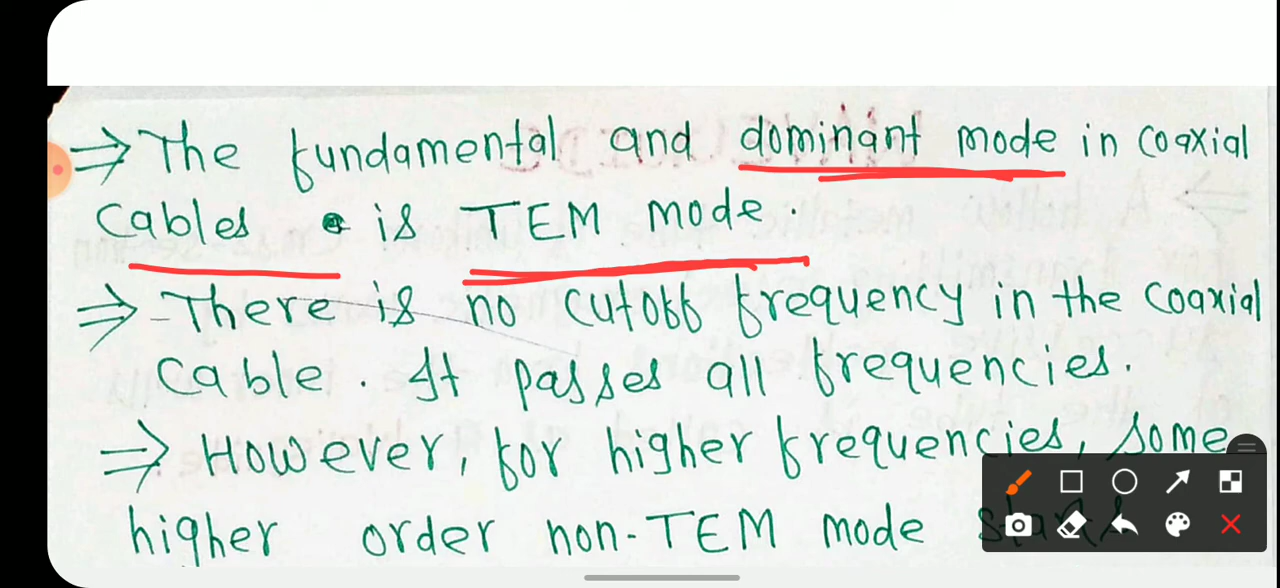 ⇒ The fundamental and dominant mode in coaxial
Cables is TEM mode.
⇒ There is no cutoff frequency in the coaxial
Cable. It passes all frequencies.
⇒ However, for higher frequencies, some
higher order non-TEM mode